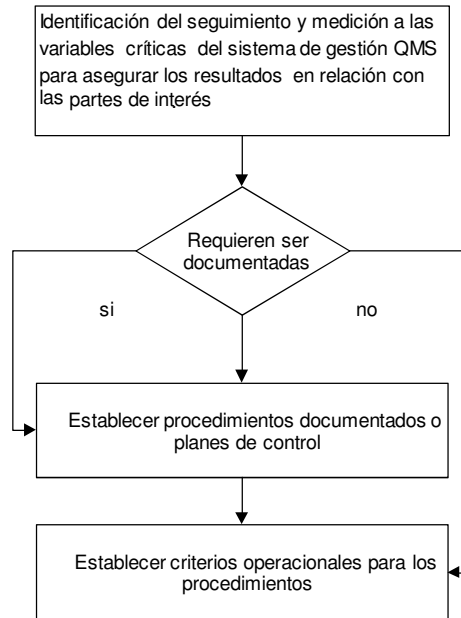 Identificación del seguimiento y medición a las
variables críticas del sistema de gestión QMS
para asegurar los resultados en relación con
las partes de interés
Requieren ser
documentadas
si
no
Establecer procedimientos documentados o
planes de control
Establecer criterios operacionales para los
procedimientos